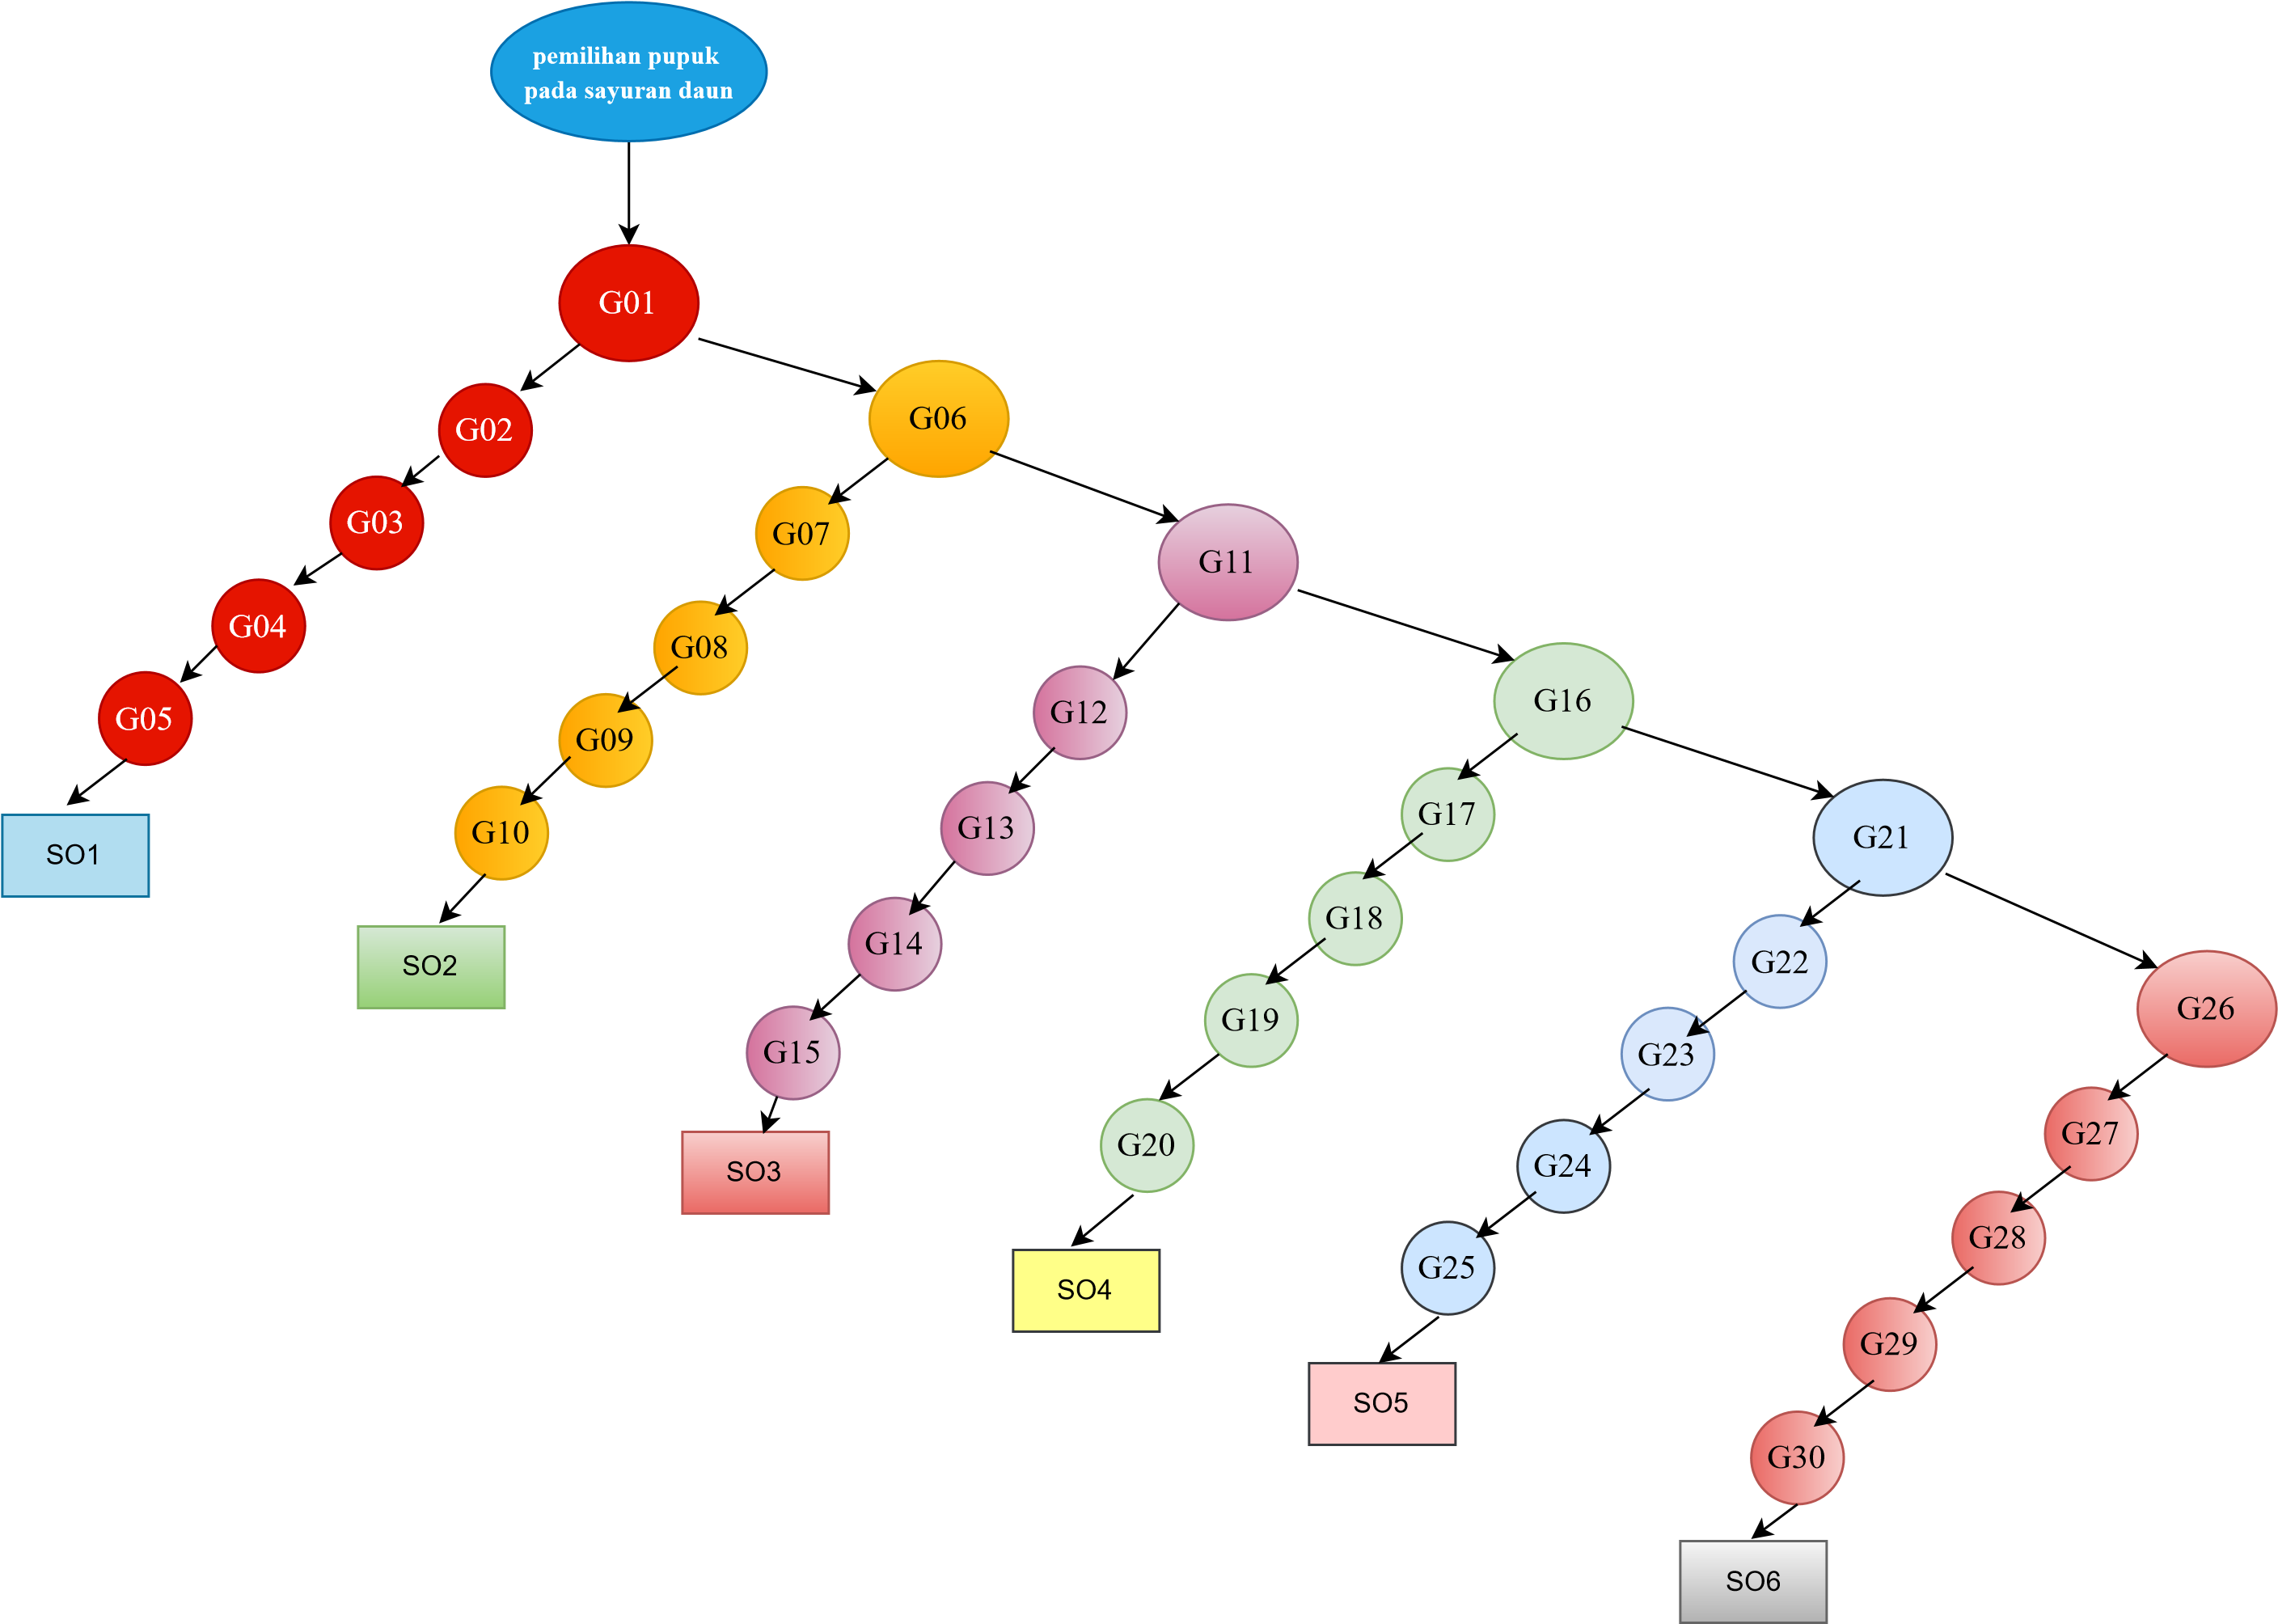 pemilihan pupuk
pada sayuran daun
G01
G06
G02
G03
G07
G11
G04
G08
G16
G12
G05
G09
G17
G13
G10
G21
SO1
G18
G14
G22
SO2
G26
G19
G15
G23
G27
G20
G24
SO3
G28
G25
SO4
G29
SO5
G30
SO6